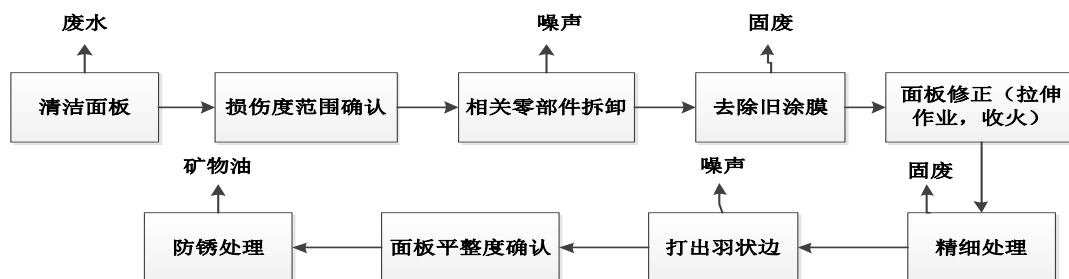 废水
噪声
固废
清洁面板
损伤度范围确认
相关零部件拆卸
去除旧涂膜
面板修正（拉伸
作业，收火）
矿物油
噪声
固废
防锈处理
面板平整度确认
打出羽状边
精细处理